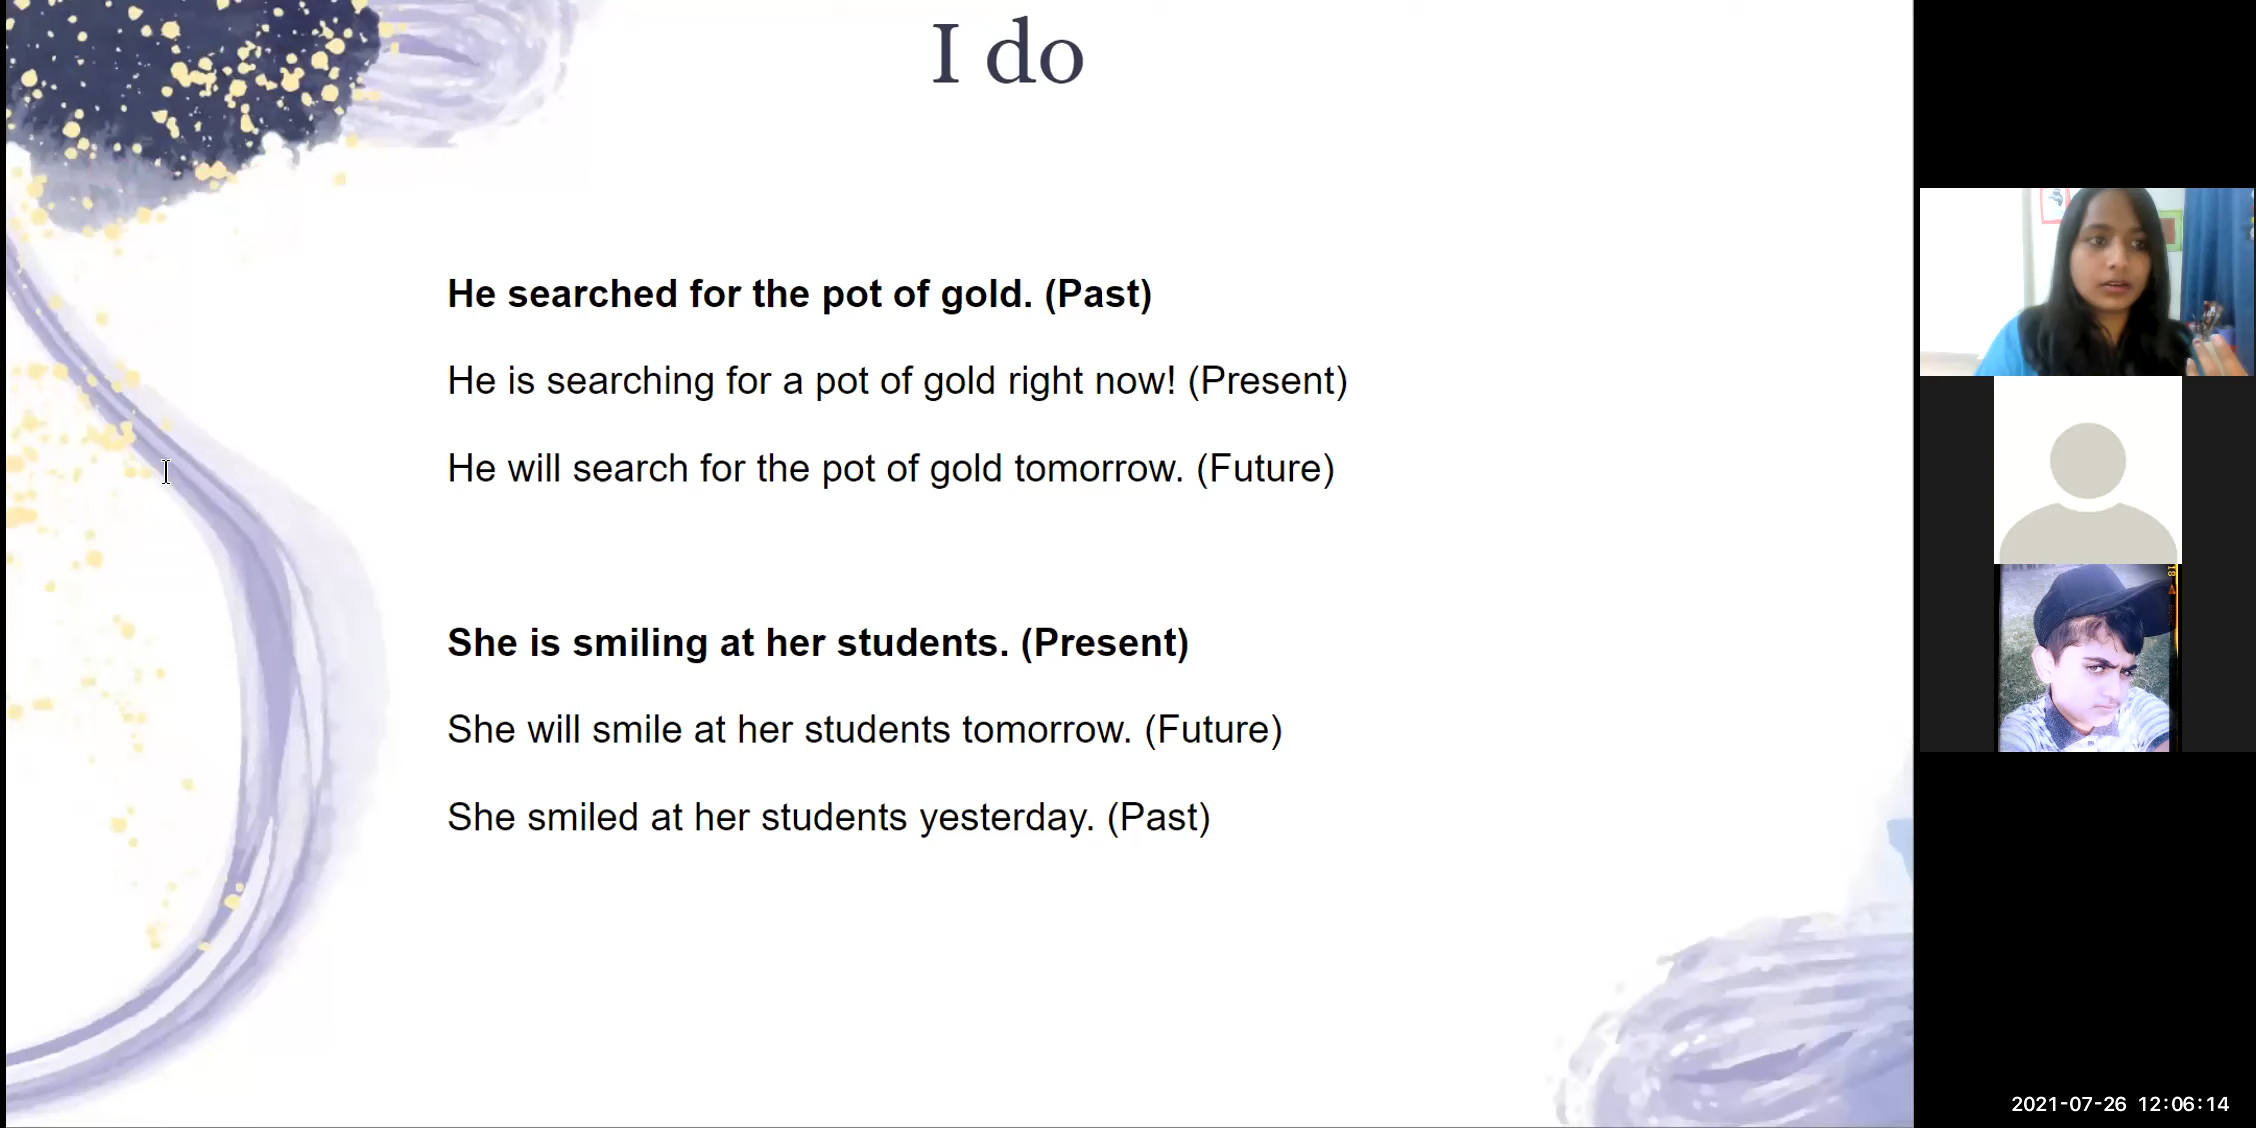 I do
He searched for the pot of gold. (Past)
He is searching for a pot of gold right now! (Present)
He will search for the pot of gold tomorrow. (Future)
She is smiling at her students. (Present)
She will smile at her students tomorrow. (Future)
She smiled at her students yesterday. (Past)
2021-07-26 12:06:14